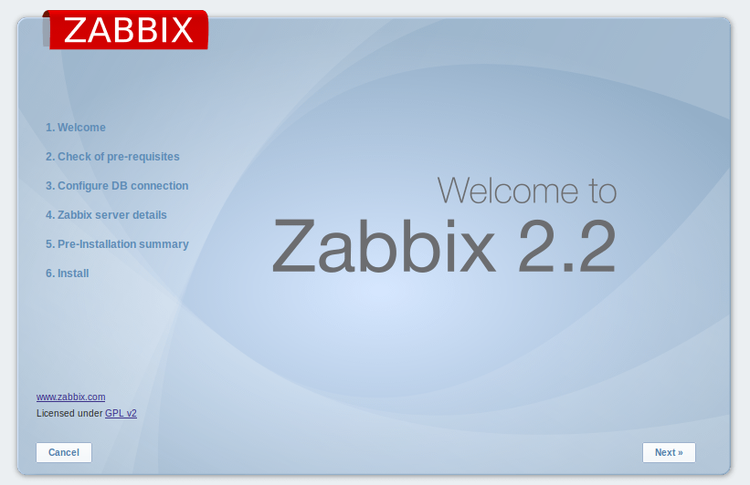 ZABBIX
1. Welcome
2. Check of pre-requisites
3. Configure DB connection
4. Zabbix server details
5. Pre-Installation summary
6. Install
Welcome to
Zabbix 2.2
www.zabbix.com
Licensed under GPL v2
Cancel
Next »